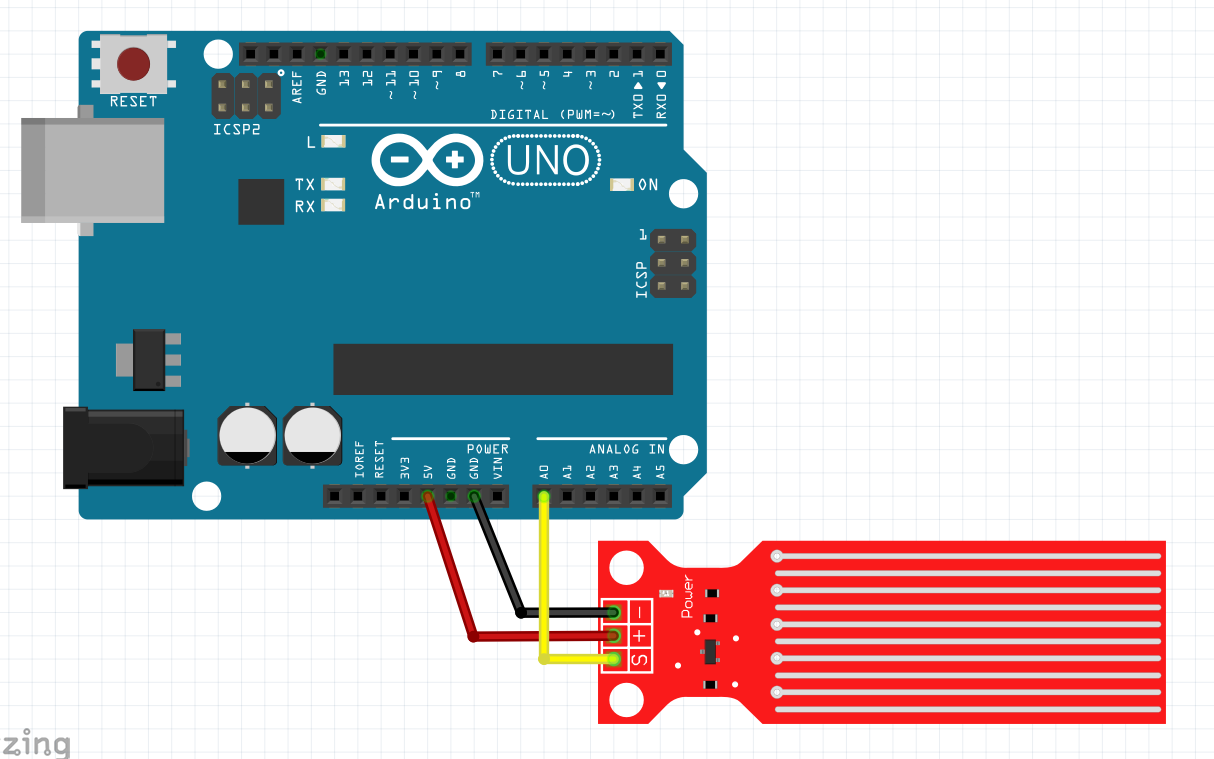 RESET
ICSP2
AREF
GND
13
12
~11
~10
~9
8
7
~6
~5
4
~3
2
TXO▶1
RXO◀0
DIGITAL (PWM=~)
L
TX
RX
UNO
Arduino™
ON
1
ICSP
POWER
ANALOG IN
IOREF
RESET
3V3
5V
GND
GND
VIN
A0
A1
A2
A3
A4
A5
Power
−
+
S
zing